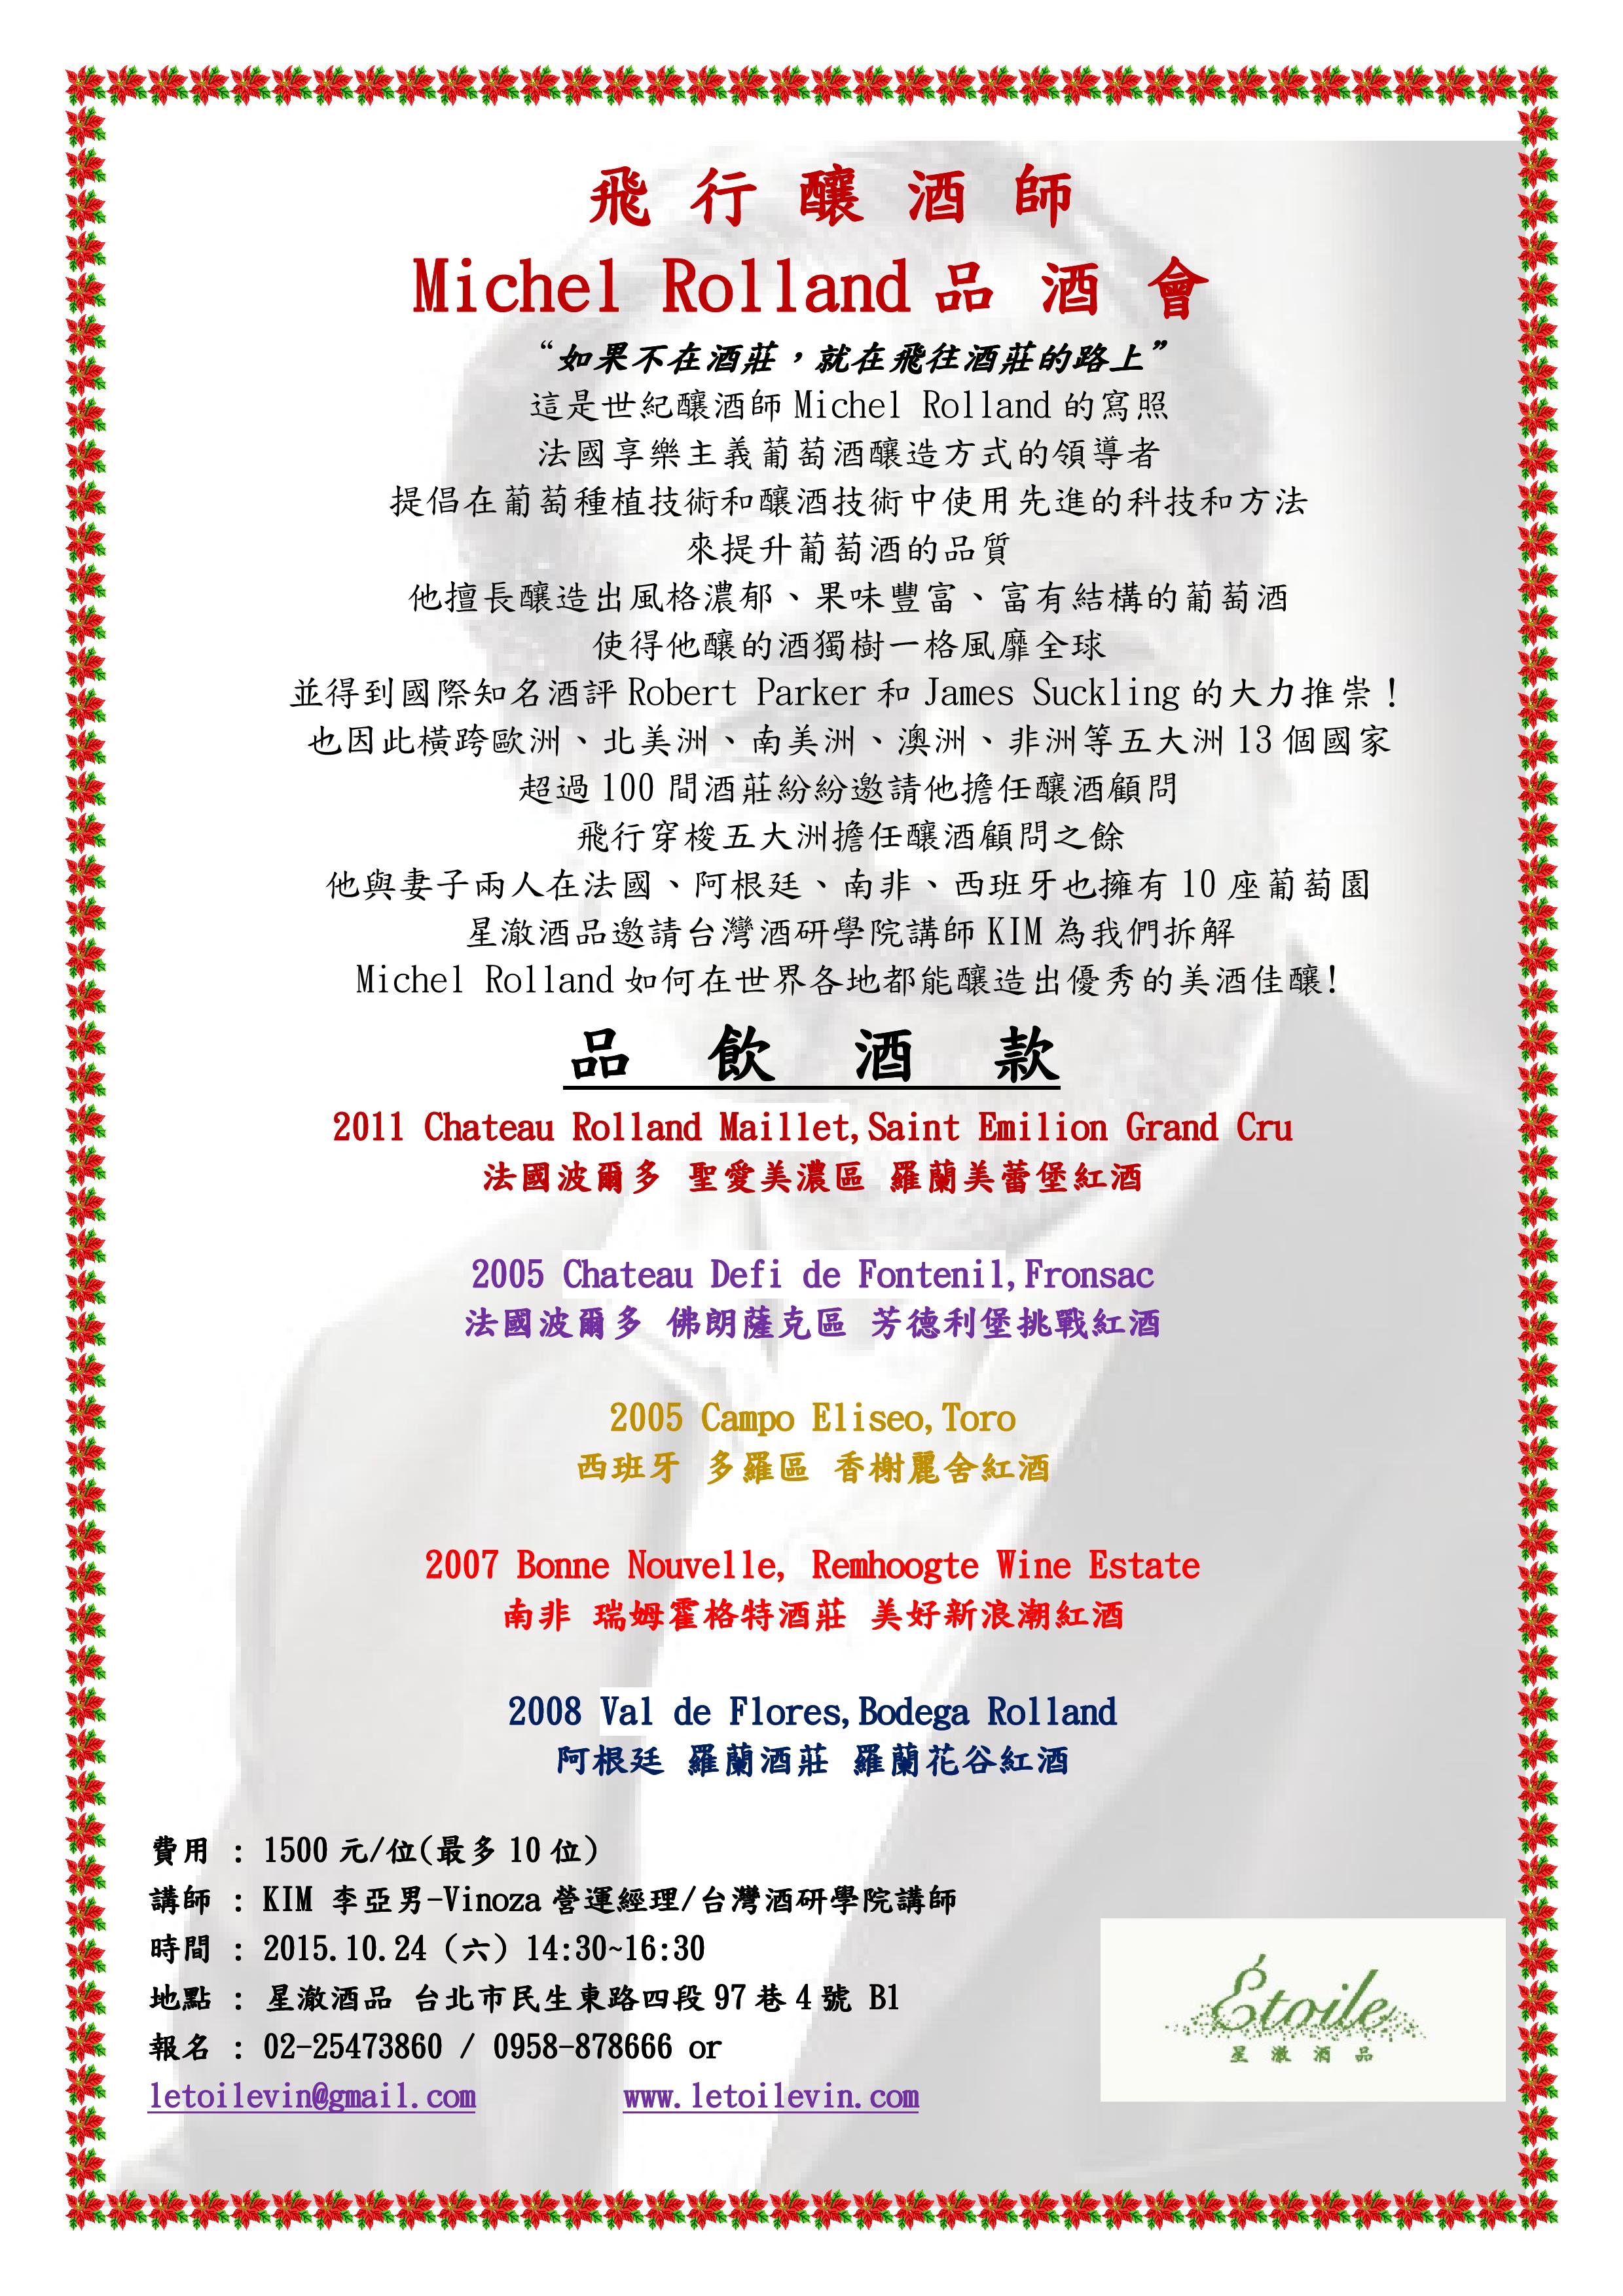 飛行釀酒師
Michel Rolland品酒會
“如果不在酒莊，就在飛往酒莊的路上”
這是世紀釀酒師 Michel Rolland 的寫照
法國享樂主義葡萄酒釀造方式的領導者
提倡在葡萄種植技術和釀酒技術中使用先進的科技和方法
來提升葡萄酒的品質
他擅長釀造出風格濃郁、果味豐富、富有結構的葡萄酒
使得他釀的酒獨樹一格風靡全球
並得到國際知名酒評 Robert Parker 和 James Suckling 的大力推崇！
也因此橫跨歐洲、北美洲、南美洲、澳洲、非洲等五大洲 13 個國家
超過 100 間酒莊紛紛邀請他擔任釀酒顧問
飛行穿梭五大洲擔任釀酒顧問之餘
他與妻子兩人在法國、阿根廷、南非、西班牙也擁有 10 座葡萄園
星澈酒品邀請台灣酒研學院講師 KIM 為我們拆解
Michel Rolland 如何在世界各地都能釀造出優秀的美酒佳釀!
品飲酒款
2011 Chateau Rolland Maillet,Saint Emilion Grand Cru
法國波爾多 聖愛美濃區 羅蘭美蕾堡紅酒
2005 Chateau Defi de Fontenil,Fronsac
法國波爾多 佛朗薩克區 芳德利堡挑戰紅酒
2005 Campo Eliseo,Toro
西班牙 多羅區 香榭麗舍紅酒
2007 Bonne Nouvelle, Remhoogte Wine Estate
南非 瑞姆霍格特酒莊 美好新浪潮紅酒
2008 Val de Flores,Bodega Rolland
阿根廷 羅蘭酒莊 羅蘭花谷紅酒
費用 : 1500 元/位(最多 10 位)
講師 : KIM 李亞男-Vinoza 營運經理/台灣酒研學院講師
時間 : 2015.10.24 (六) 14:30~16:30
地點 : 星澈酒品 台北市民生東路四段 97 巷 4 號 B1
報名 : 02-25473860 / 0958-878666 or
letoilevin@gmail.com www.letoilevin.com
Étoile
星澈酒品